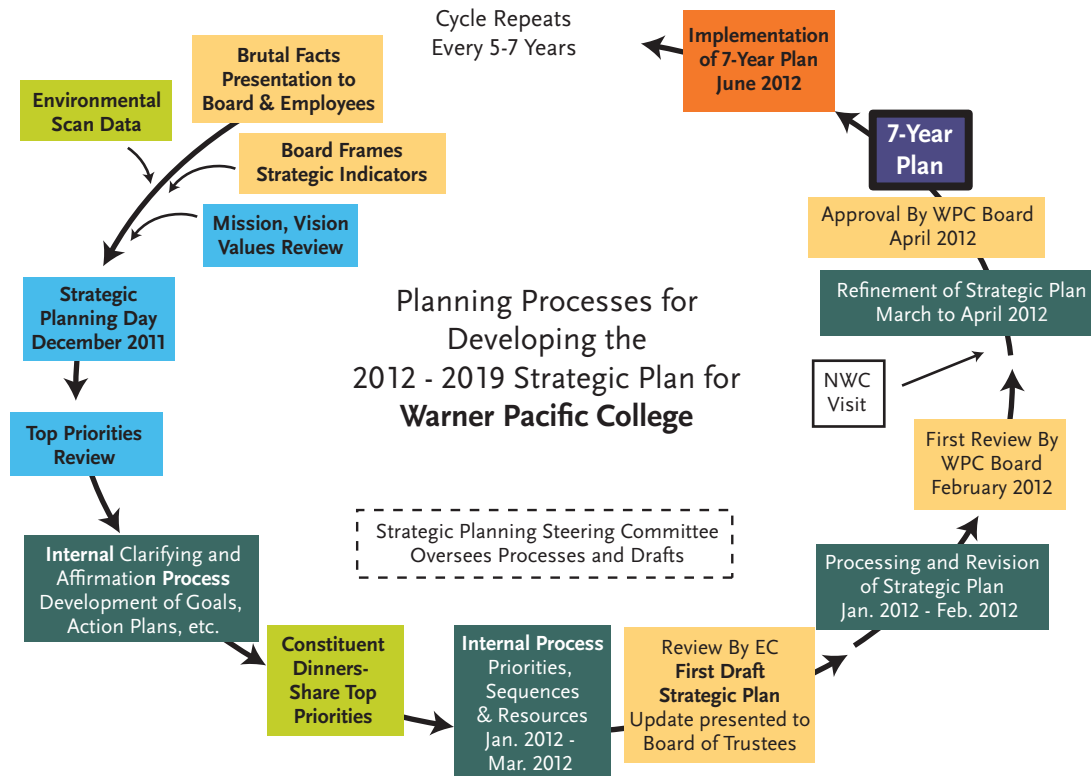 Cycle Repeats
Every 5-7 Years
Implementation
of 7-Year Plan
June 2012
Brutal Facts
Presentation to
Board & Employees
Environmental
Scan Data
Board Frames
Strategic Indicators
Mission, Vision
Values Review
Strategic
Planning Day
December 2011
Top Priorities
Review
Internal Clarifying and
Affirmation Process
Development of Goals,
Action Plans, etc.
Constituent
Dinners-
Share Top
Priorities
Internal Process
Priorities,
Sequences
& Resources
Jan. 2012 -
Mar. 2012
Review By EC
First Draft
Strategic Plan
Update presented to
Board of Trustees
Processing and Revision
of Strategic Plan
Jan. 2012 - Feb. 2012
First Review By
WPC Board
February 2012
NWC
Visit
Refinement of Strategic Plan
March to April 2012
Approval By WPC Board
April 2012
7-Year
Plan
Planning Processes for
Developing the
2012 - 2019 Strategic Plan for
Warner Pacific College
Strategic Planning Steering Committee
Oversees Processes and Drafts